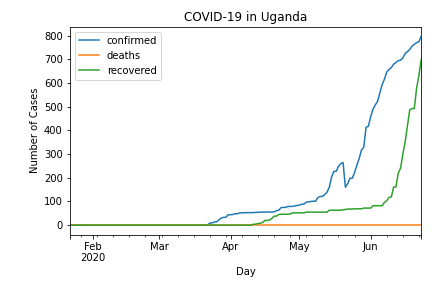 COVID-19 in Uganda
confirmed
deaths
recovered
800
700
600
500
400
300
200
100
0
Number of Cases
Feb Mar Apr May Jun
2020
Day